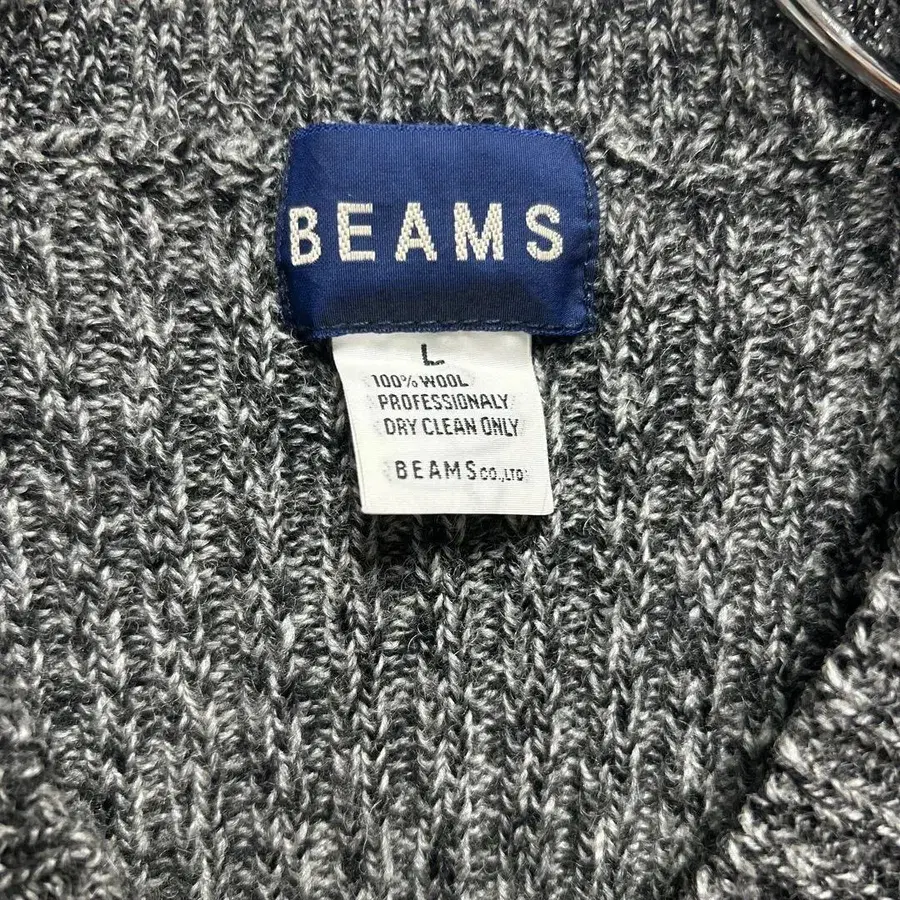 BEAMS
L
100% WOOL
PROFESSIONALY
DRY CLEAN ONLY
BEAMS CO.,LTD.